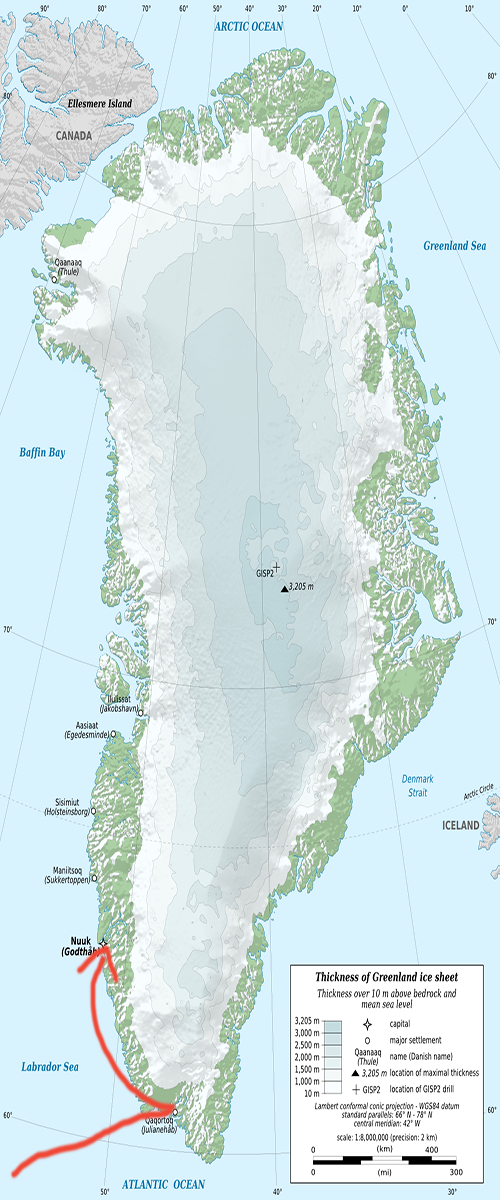 90°
80°
70°
60°
50°
40°
30°
20°
10°
0°
10°
ARCTIC OCEAN
80°
80°
Ellesmere Island
CANADA
Greenland Sea
Qaanaaq
(Thule)
Baffin Bay
GISP2
3,205 m
70°
70°
Ilulissat
(Jakobshavn)
Aasiaat
(Egedesminde)
Denmark
Strait
Arctic Circle
Sisimiut
(Holsteinsborg)
ICELAND
Maniitsoq
(Sukkertoppen)
Nuuk
(Godthåb)
Labrador Sea
60°
60°
Qaqortoq
(Julianehåb)
50°
ATLANTIC OCEAN
40°
30°
Thickness of Greenland ice sheet
Thickness over 10 m above bedrock and
mean sea level
3,205 m
3,000 m
2,500 m
2,000 m
1,500 m
1,000 m
10 m
capital
major settlement
Qaanaaq
(Thule)
name (Danish name)
3,205 m
location of maximal thickness
GISP2
location of GISP2 drill
Lambert conformal conic projection - WGS84 datum
standard parallels: 66° N - 78° N
central meridian: 42° W
scale: 1:8,000,000 (precision: 2 km)
0 (km) 400
0 (mi) 300